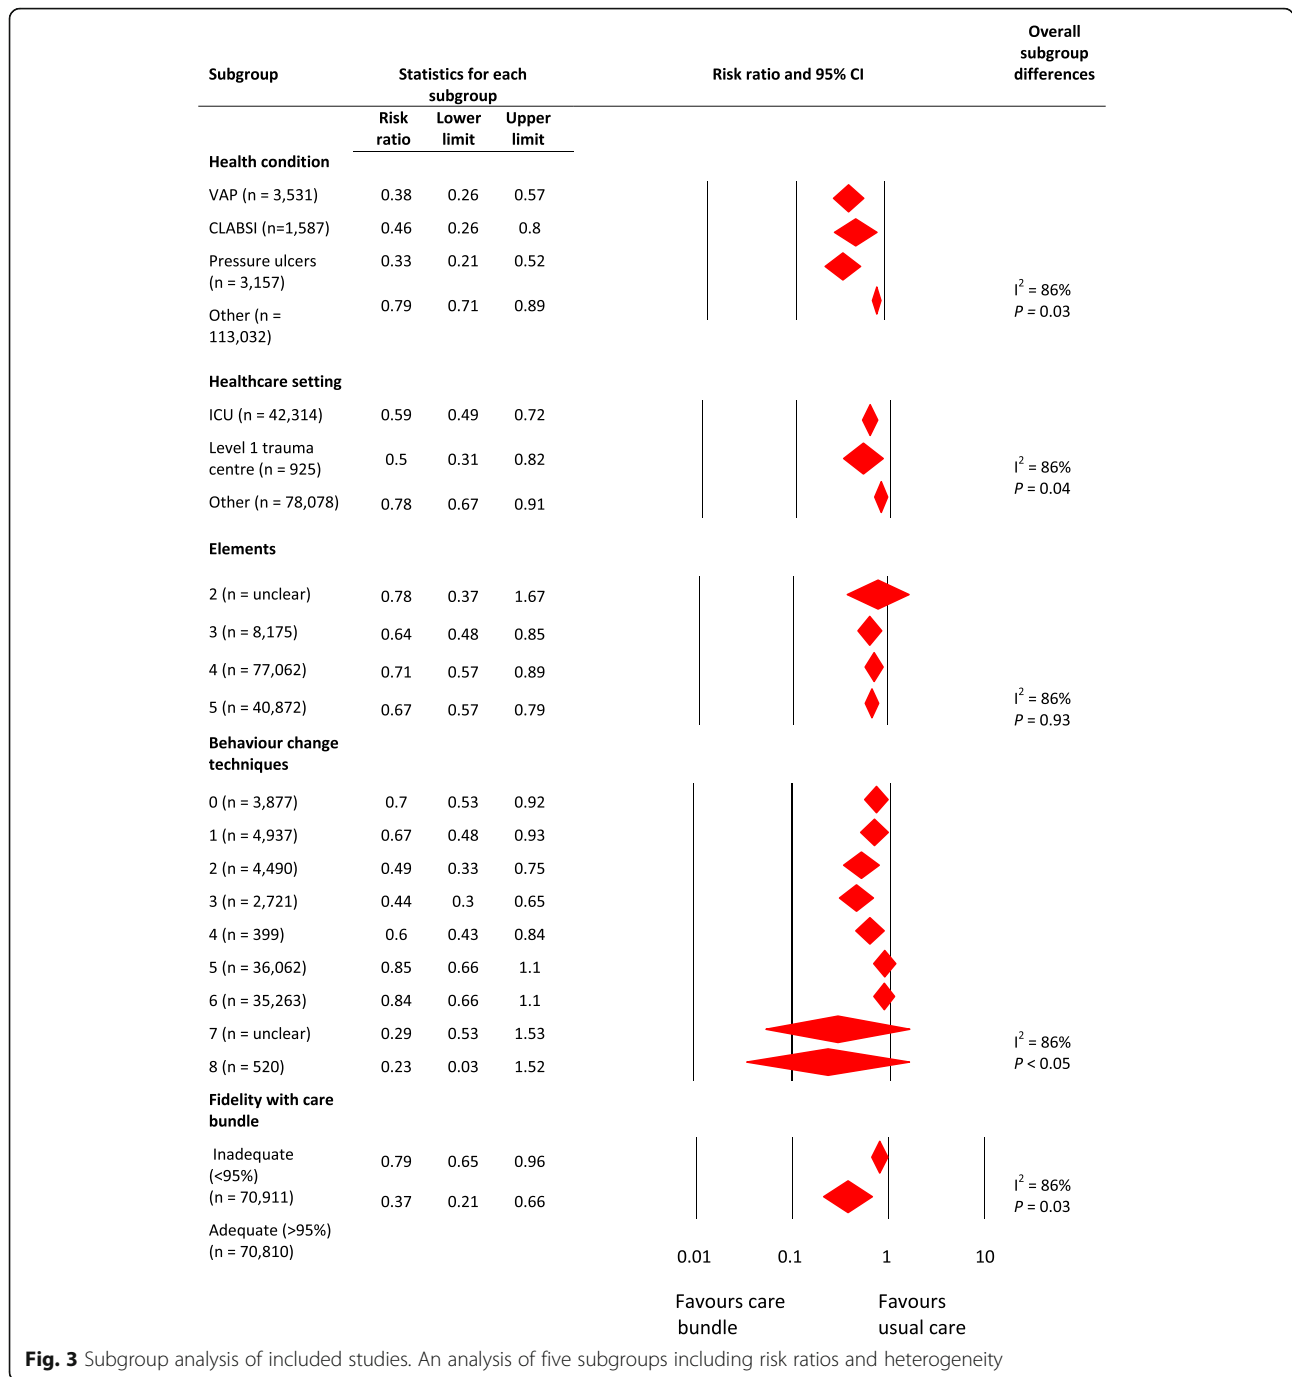 Overall
subgroup
differences
Subgroup
Statistics for each
subgroup
Risk ratio and 95% CI
Risk
ratio
Lower
limit
Upper
limit
Health condition
VAP (n = 3,531) 0.38 0.26 0.57
CLABSI (n=1,587) 0.46 0.26 0.8
Pressure ulcers 0.33 0.21 0.52
(n = 3,157)
Other (n = 0.79 0.71 0.89
113,032)
I² = 86%
P = 0.03
Healthcare setting
ICU (n = 42,314) 0.59 0.49 0.72
Level 1 trauma
centre (n = 925) 0.5 0.31 0.82
Other (n = 78,078) 0.78 0.67 0.91
I² = 86%
P = 0.04
Elements
2 (n = unclear) 0.78 0.37 1.67
3 (n = 8,175) 0.64 0.48 0.85
4 (n = 77,062) 0.71 0.57 0.89
5 (n = 40,872) 0.67 0.57 0.79
I² = 86%
P = 0.93
Behaviour change
techniques
0 (n = 3,877) 0.7 0.53 0.92
1 (n = 4,937) 0.67 0.48 0.93
2 (n = 4,490) 0.49 0.33 0.75
3 (n = 2,721) 0.44 0.3 0.65
4 (n = 399) 0.6 0.43 0.84
5 (n = 36,062) 0.85 0.66 1.1
6 (n = 35,263) 0.84 0.66 1.1
7 (n = unclear) 0.29 0.53 1.53
8 (n = 520) 0.23 0.03 1.52
I² = 86%
P < 0.05
Fidelity with care
bundle
Inadequate 0.79 0.65 0.96
(<95%)
(n = 70,911) 0.37 0.21 0.66
Adequate (>95%)
(n = 70,810)
I² = 86%
P = 0.03
0.01 0.1 1 10
Favours care
bundle
Favours
usual care
Fig. 3 Subgroup analysis of included studies. An analysis of five subgroups including risk ratios and heterogeneity